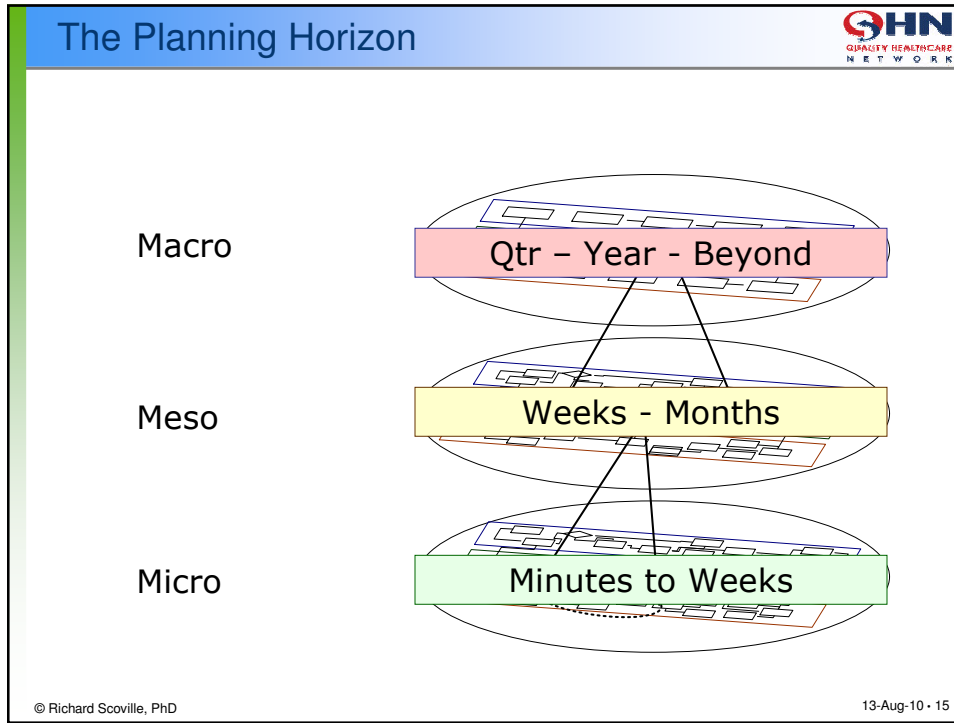 The Planning Horizon
QHN
QUALITY HEALTHCARE
NETWORK
Macro
Qtr – Year - Beyond
Meso
Weeks - Months
Micro
Minutes to Weeks
© Richard Scoville, PhD
13-Aug-10 • 15